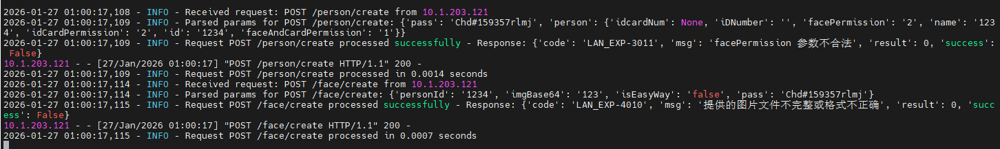 2026-01-27 01:00:17,108 - INFO - Received request: POST /person/create from 10.1.203.121
2026-01-27 01:00:17,109 - INFO - Parsed params for POST /person/create: {'pass': 'Chd#159357rlmj', 'person': {'idcardNum': None, 'iDNumber': '', 'facePermission': '2', 'name': '123
4', 'idCardPermission': '2', 'id': '1234', 'faceAndCardPermission': '1'}}
2026-01-27 01:00:17,109 - INFO - Request POST /person/create processed successfully - Response: {'code': 'LAN_EXP-3011', 'msg': 'facePermission 参数不合法', 'result': 0, 'success':
False}
10.1.203.121 - - [27/Jan/2026 01:00:17] "POST /person/create HTTP/1.1" 200 -
2026-01-27 01:00:17,109 - INFO - Request POST /person/create processed in 0.0014 seconds
2026-01-27 01:00:17,114 - INFO - Received request: POST /face/create from 10.1.203.121
2026-01-27 01:00:17,114 - INFO - Parsed params for POST /face/create: {'personId': '1234', 'imgBase64': '123', 'isEasyWay': 'false', 'pass': 'Chd#159357rlmj'}
2026-01-27 01:00:17,115 - INFO - Request POST /face/create processed successfully - Response: {'code': 'LAN_EXP-4010', 'msg': '提供的图片文件不完整或格式不正确', 'result': 0, 'succ
ess': False}
10.1.203.121 - - [27/Jan/2026 01:00:17] "POST /face/create HTTP/1.1" 200 -
2026-01-27 01:00:17,115 - INFO - Request POST /face/create processed in 0.0007 seconds